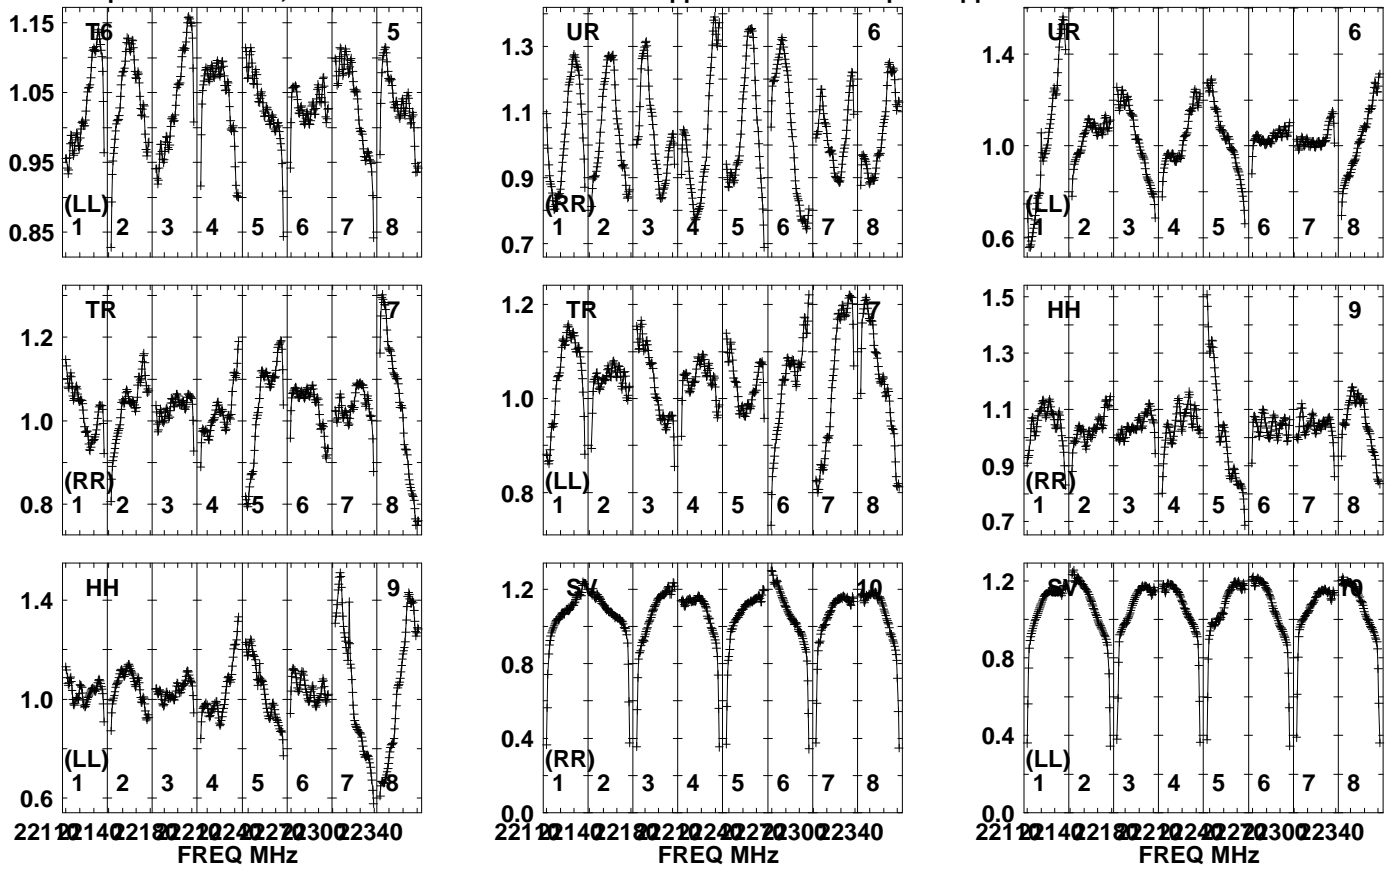 1.15 T6 5
1.05
0.95
0.85 (LL) 1 2 3 4 5 6 7 8
1.3 UR 6
1.1
0.9
0.7 (RR) 1 2 3 4 5 6 7 8
1.4 UR 6
1.0
0.6 (LL) 1 2 3 4 5 6 7 8
1.2 TR 7
1.0
0.8 (RR) 1 2 3 4 5 6 7 8
1.2 TR 7
1.0
0.8 (LL) 1 2 3 4 5 6 7 8
1.5 HH 9
1.3
1.1
0.9
0.7 (RR) 1 2 3 4 5 6 7 8
1.4 HH 9
1.0
0.6 (LL) 1 2 3 4 5 6 7 8
1.2 SV 10
0.8
0.4 (RR) 1 2 3 4 5 6 7 8
0.0
1.2 SV 10
0.8
0.4 (LL) 1 2 3 4 5 6 7 8
0.0
FREQ MHz
FREQ MHz